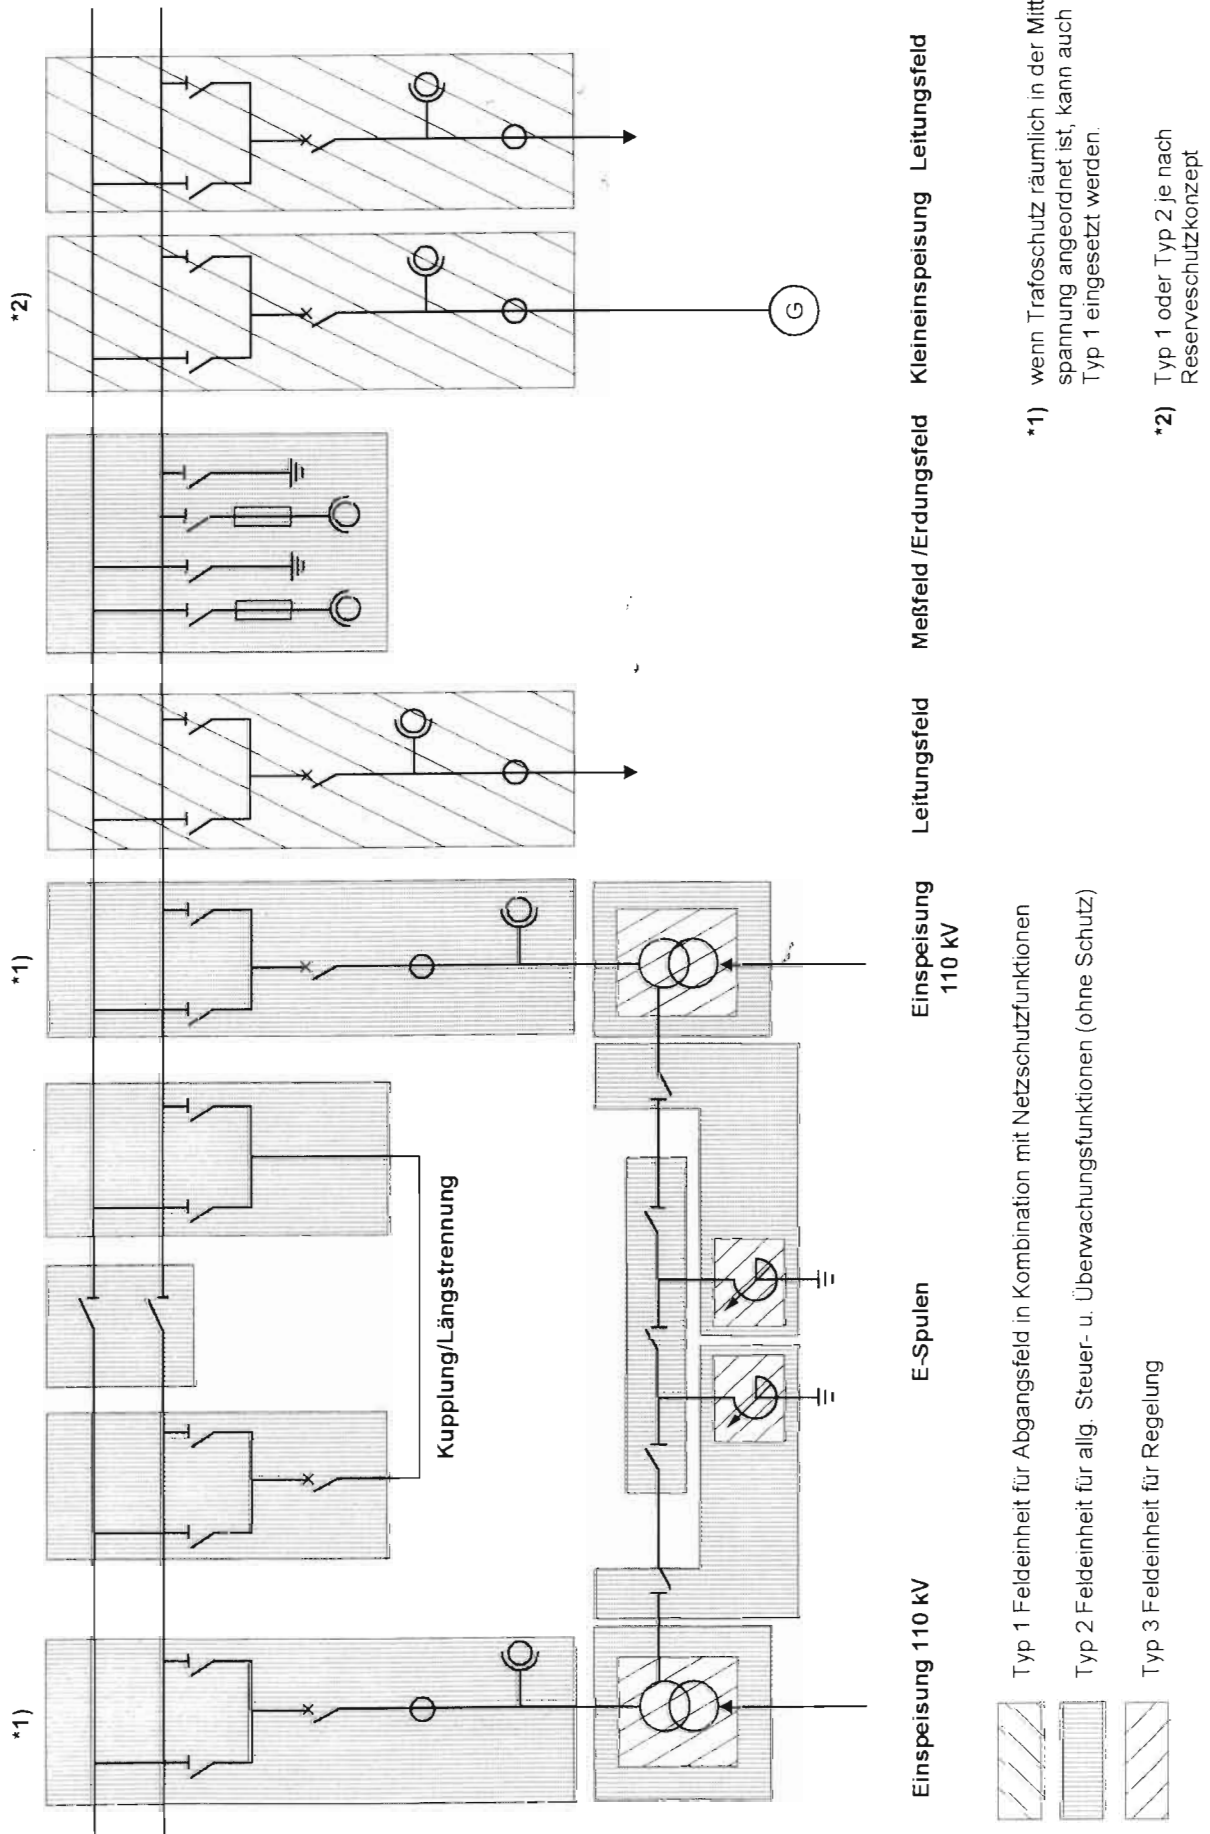 *1)
*1)
*2)
Kupplung/Längstrennung
G
Einspeisung 110 kV
E-Spulen
Einspeisung
110 kV
Leitungsfeld
Meßfeld /Erdungsfeld
Kleineinspeisung
Leitungsfeld
Typ 1 Feldeinheit für Abgangsfeld in Kombination mit Netzschutzfunktionen
Typ 2 Feldeinheit für allg. Steuer- u. Überwachungsfunktionen (ohne Schutz)
Typ 3 Feldeinheit für Regelung
*1) wenn Trafoschutz räumlich in der Mitt
spannung angeordnet ist, kann auch
Typ 1 eingesetzt werden.
*2) Typ 1 oder Typ 2 je nach
Reserveschutzkonzept